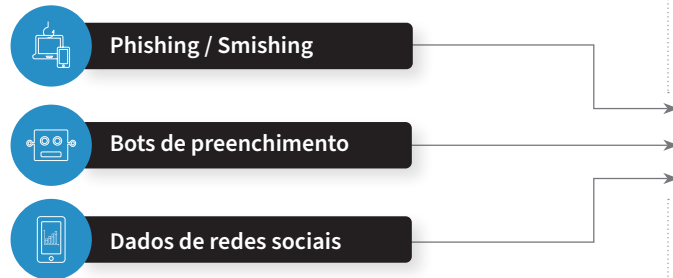 Phishing / Smishing
Bots de preenchimento
Dados de redes sociais